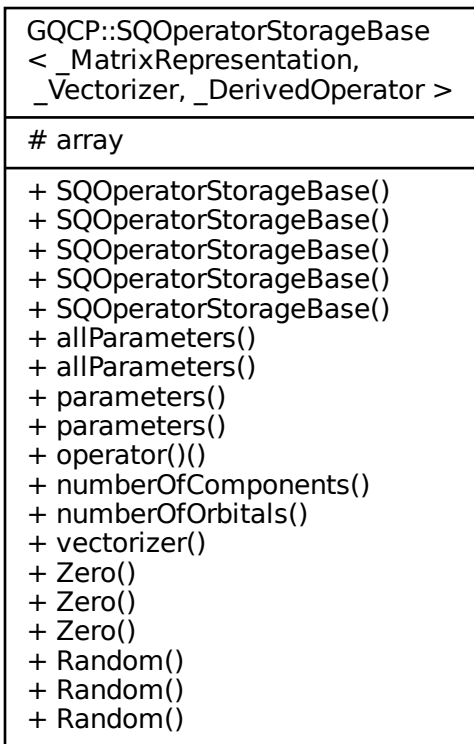 GQCP::SQOperatorStorageBase
< _MatrixRepresentation,
_Vectorizer, _DerivedOperator >
# array
+ SQOperatorStorageBase()
+ SQOperatorStorageBase()
+ SQOperatorStorageBase()
+ SQOperatorStorageBase()
+ SQOperatorStorageBase()
+ allParameters()
+ allParameters()
+ parameters()
+ parameters()
+ operator()()
+ numberOfComponents()
+ numberOfOrbitals()
+ vectorizer()
+ Zero()
+ Zero()
+ Zero()
+ Random()
+ Random()
+ Random()